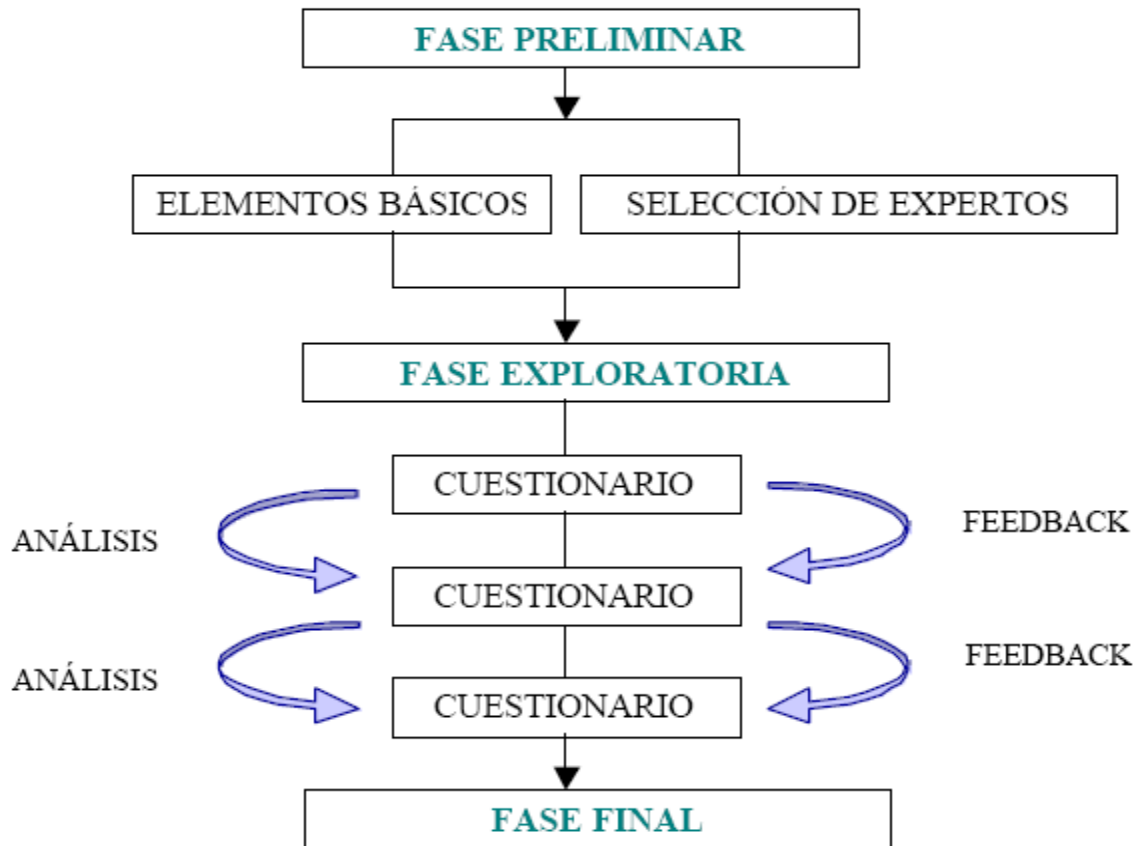 FASE PRELIMINAR
ELEMENTOS BÁSICOS
SELECCIÓN DE EXPERTOS
FASE EXPLORATORIA
CUESTIONARIO
ANÁLISIS
FEEDBACK
CUESTIONARIO
ANÁLISIS
FEEDBACK
CUESTIONARIO
FASE FINAL